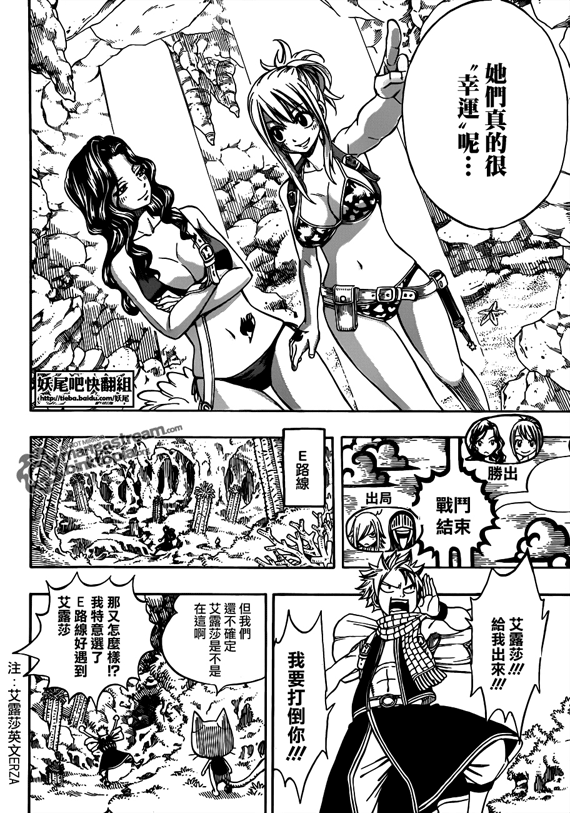 她們真的很
〝幸運〞呢…
妖尾吧快翻組
http://tieba.baidu.com/妖尾
勝出
戰鬥
結束
出局
E路線
mangastream.com
艾露莎!!!
給我出來!!!
我要打倒你!!!
但我們
還不確定
艾露莎是不是
在這啊
那又怎麼樣!?
我特意選了
E路線好遇到
艾露莎
注：艾露莎英文ERZA